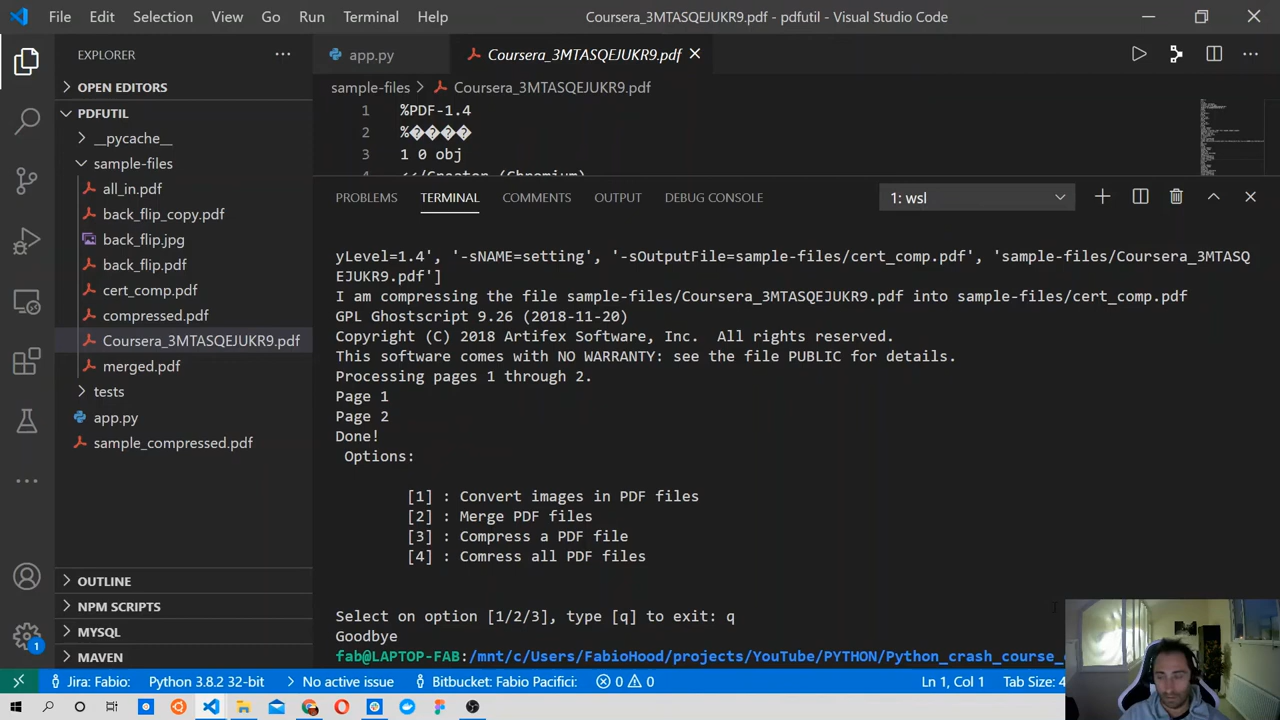 File Edit Selection View Go Run Terminal Help
Coursera_3MTASQEJUKR9.pdf - pdfutil - Visual Studio Code
EXPLORER
OPEN EDITORS
PDFUTIL
__pycache__
sample-files
all_in.pdf
back_flip_copy.pdf
back_flip.jpg
back_flip.pdf
cert_comp.pdf
compressed.pdf
Coursera_3MTASQEJUKR9.pdf
merged.pdf
tests
app.py
sample_compressed.pdf
OUTLINE
NPM SCRIPTS
MYSQL
MAVEN
1
app.py
Coursera_3MTASQEJUKR9.pdf
sample-files > Coursera_3MTASQEJUKR9.pdf
1 %PDF-1.4
2 %����
3 1 0 obj
4 <</Creator (Chromium)
PROBLEMS TERMINAL COMMENTS OUTPUT DEBUG CONSOLE
1: wsl
yLevel=1.4', '-sNAME=setting', '-sOutputFile=sample-files/cert_comp.pdf', 'sample-files/Coursera_3MTASQ
EJUKR9.pdf']
I am compressing the file sample-files/Coursera_3MTASQEJUKR9.pdf into sample-files/cert_comp.pdf
GPL Ghostscript 9.26 (2018-11-20)
Copyright (C) 2018 Artifex Software, Inc.  All rights reserved.
This software comes with NO WARRANTY: see the file PUBLIC for details.
Processing pages 1 through 2.
Page 1
Page 2
Done!
Options:
[1] : Convert images in PDF files
[2] : Merge PDF files
[3] : Compress a PDF file
[4] : Comress all PDF files
Select on option [1/2/3], type [q] to exit: q
Goodbye
fab@LAPTOP-FAB:/mnt/c/Users/FabioHood/projects/YouTube/PYTHON/Python_crash_course_
Jira: Fabio: Python 3.8.2 32-bit No active issue Bitbucket: Fabio Pacifici: 0 0 Ln 1, Col 1 Tab Size: 4